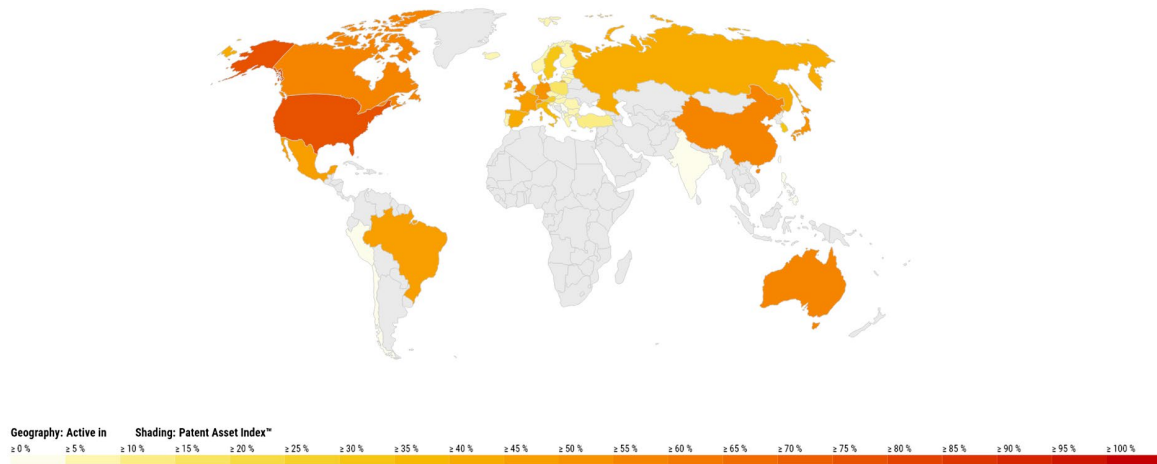 Geography: Active in Shading: Patent Asset Index™
≥ 0 % ≥ 5 % ≥ 10 % ≥ 15 % ≥ 20 % ≥ 25 % ≥ 30 % ≥ 35 % ≥ 40 % ≥ 45 % ≥ 50 % ≥ 55 % ≥ 60 % ≥ 65 % ≥ 70 % ≥ 75 % ≥ 80 % ≥ 85 % ≥ 90 % ≥ 95 % ≥ 100 %